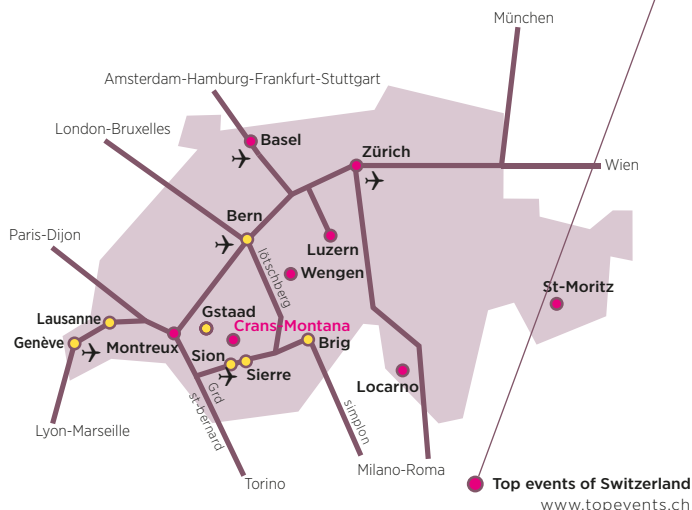 München
Amsterdam-Hamburg-Frankfurt-Stuttgart
London-Bruxelles
Basel
Zürich
Wien
Bern
Paris-Dijon
Luzern
lötschberg
Wengen
St-Moritz
Gstaad
Lausanne
Crans-Montana
Genève
Montreux
Brig
Sion
Sierre
Locarno
Grd
st-bernard
simplon
Lyon-Marseille
Milano-Roma
Torino
Top events of Switzerland
www.topevents.ch